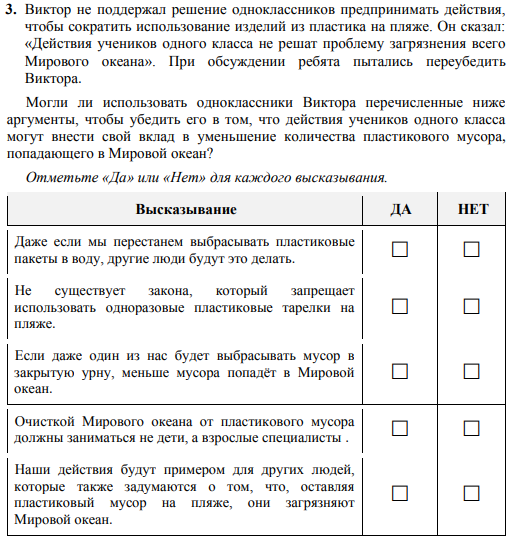 3. Виктор не поддержал решение одноклассников предпринимать действия,
чтобы сократить использование изделий из пластика на пляже. Он сказал:
«Действия учеников одного класса не решат проблему загрязнения всего
Мирового океана». При обсуждении ребята пытались переубедить
Виктора.
Могли ли использовать одноклассники Виктора перечисленные ниже
аргументы, чтобы убедить его в том, что действия учеников одного класса
могут внести свой вклад в уменьшение количества пластикового мусора,
попадающего в Мировой океан?
Отметьте «Да» или «Нет» для каждого высказывания.
Высказывание ДА НЕТ
Даже если мы перестанем выбрасывать пластиковые
пакеты в воду, другие люди будут это делать.
Не существует закона, который запрещает
использовать одноразовые пластиковые тарелки на
пляже.
Если даже один из нас будет выбрасывать мусор в
закрытую урну, меньше мусора попадёт в Мировой
океан.
Очисткой Мирового океана от пластикового мусора
должны заниматься не дети, а взрослые специалисты .
Наши действия будут примером для других людей,
которые также задумаются о том, что, оставляя
пластиковый мусор на пляже, они загрязняют
Мировой океан.